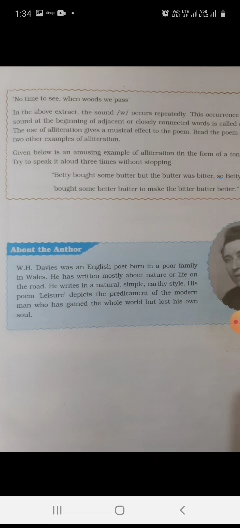 1:34
'No time to see, when woods we pass'
In the above extract, the sound /w/ occurs repeatedly. This occurrence
sound at the beginning of adjacent or closely connected words is called
The use of alliteration gives a musical effect to the poem. Read the poem
two other examples of alliteration.
Given below is an amusing example of alliteration (in the form of a ton
Try to speak it aloud three times without stopping.
"Betty bought some butter but the butter was bitter, so Betty
bought some better butter to make the bitter butter better."
About the Author
W.H. Davies was an English poet born in a poor family
in Wales. He has written mostly about nature or life on
the road. He writes in a natural, simple, earthy style. His
poem 'Leisure' depicts the predicament of the modern
man who has gained the whole world but lost his own
soul.